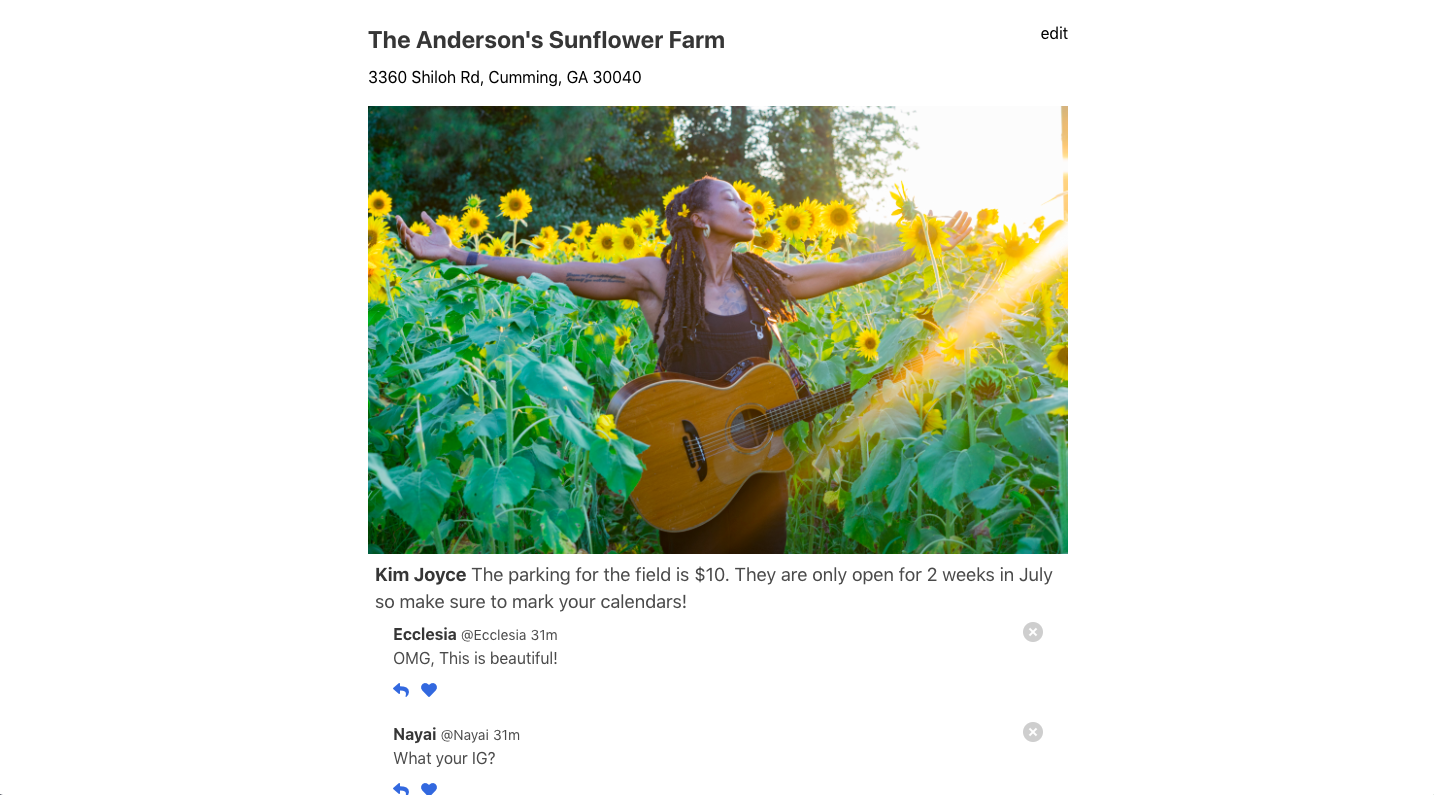 The Anderson's Sunflower Farm
edit
3360 Shiloh Rd, Cumming, GA 30040
Kim Joyce The parking for the field is $10. They are only open for 2 weeks in July
so make sure to mark your calendars!
Ecclesia @Ecclesia 31m
OMG, This is beautiful!
Nayai @Nayai 31m
What your IG?